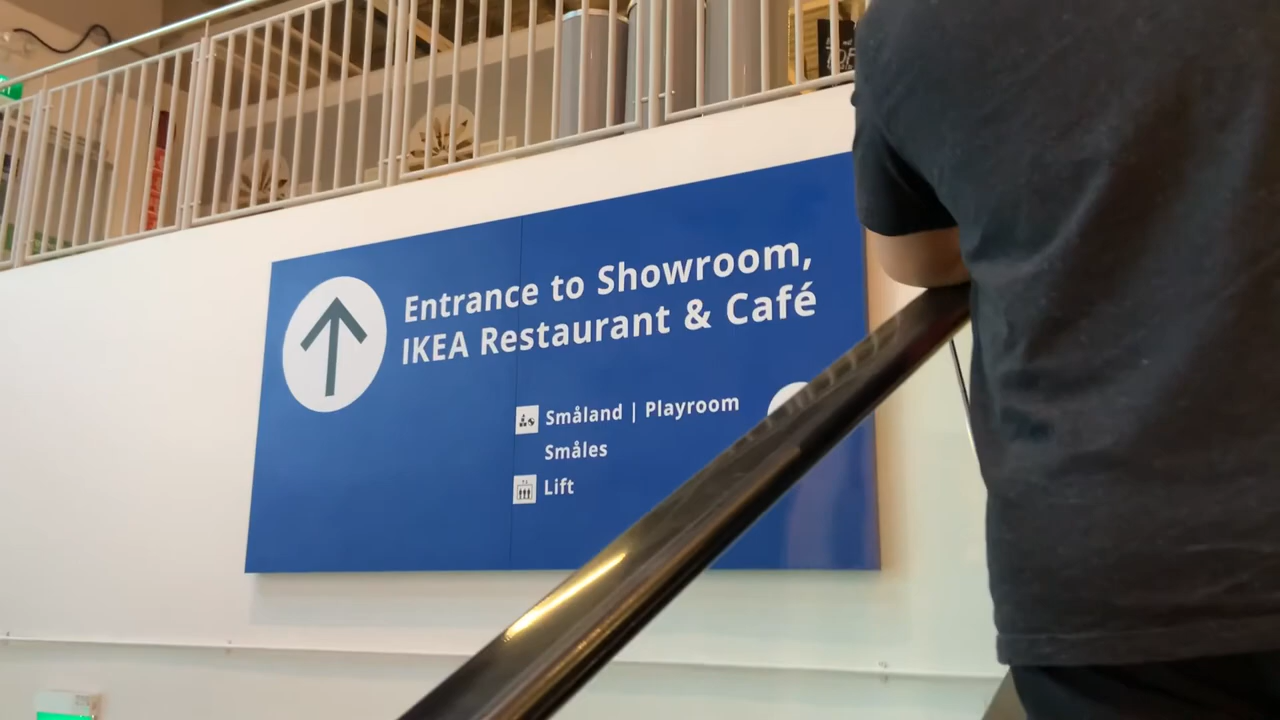 Entrance to Showroom,
IKEA Restaurant & Café
Småland | Playroom
Småles
Lift